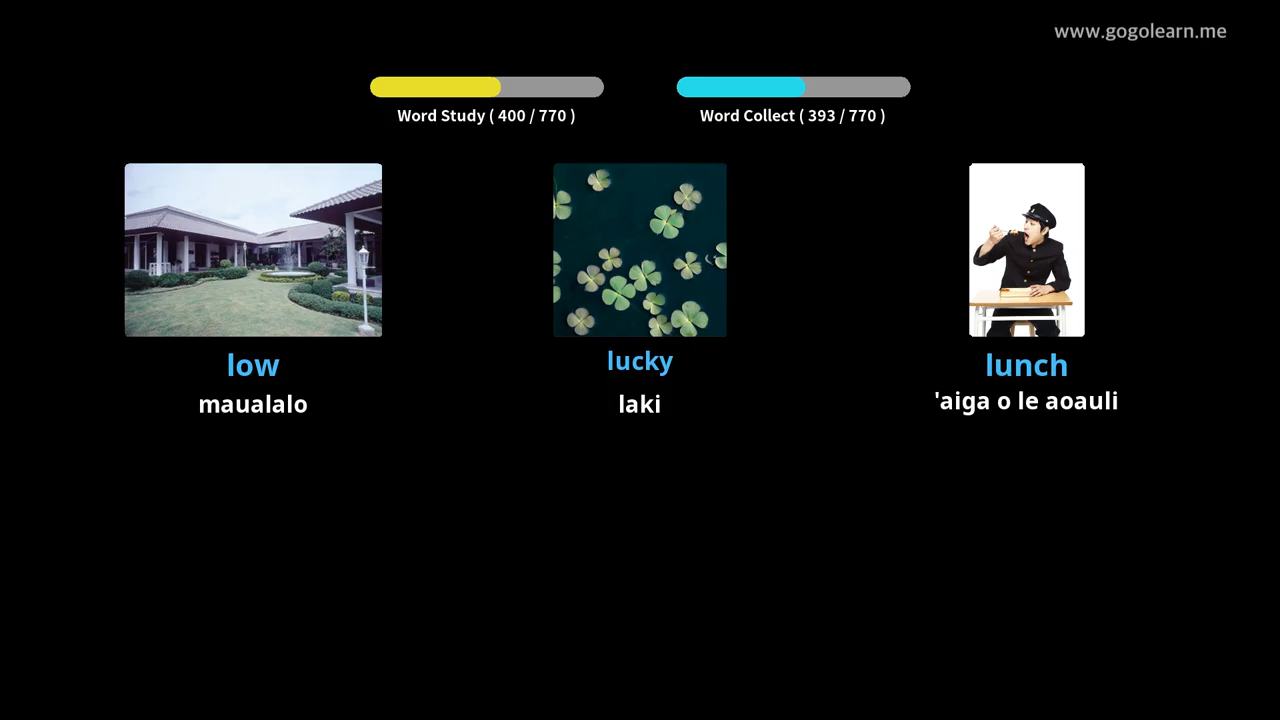 www.gogolearn.me
Word Study ( 400 / 770 )
Word Collect ( 393 / 770 )
low
lucky
lunch
maualalo
laki
'aiga o le aoauli